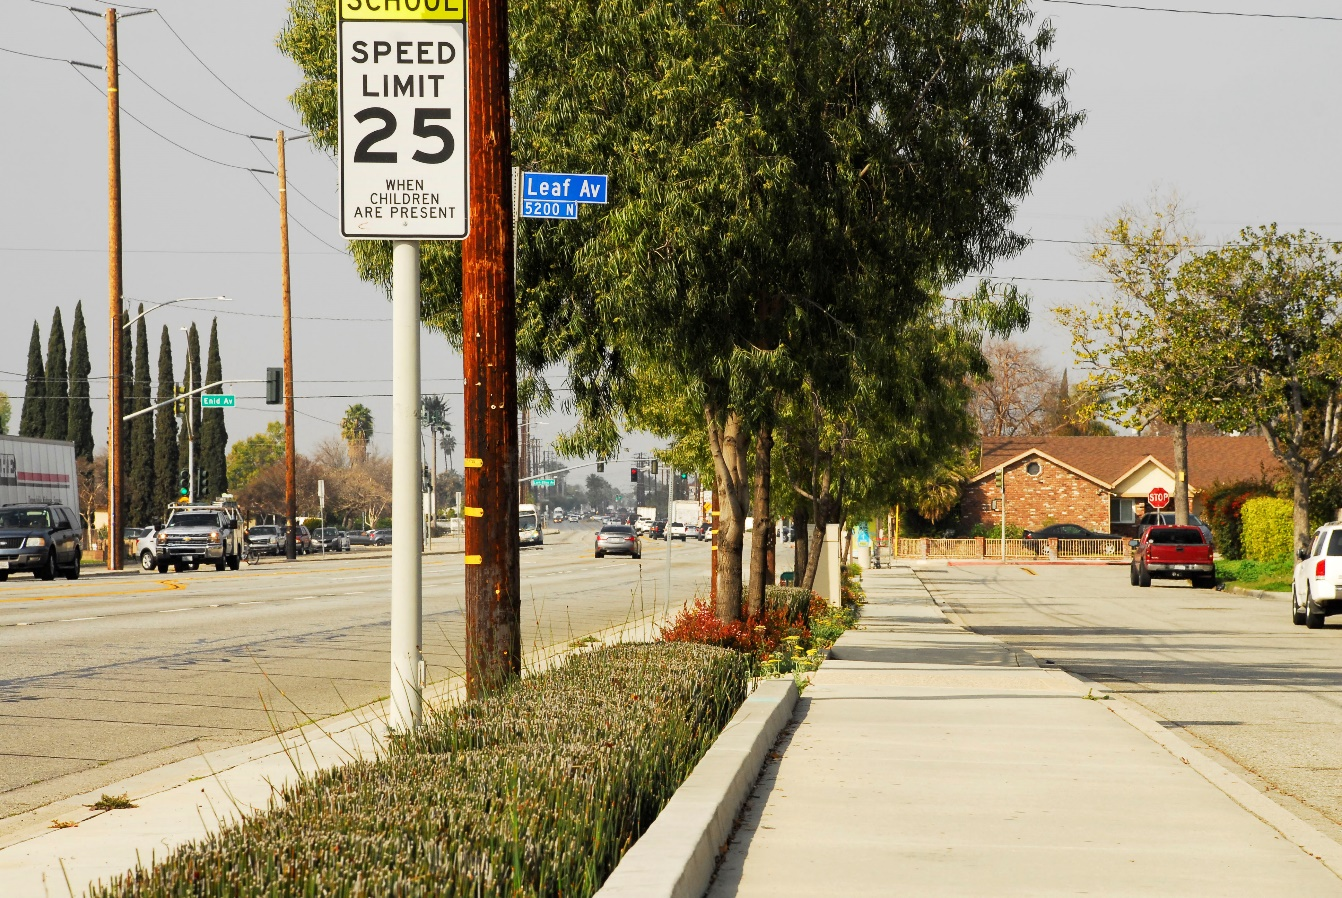 SCHOOL
SPEED
LIMIT
25
WHEN
CHILDREN
ARE PRESENT
Leaf Av
5200 N
Enid Av
STOP